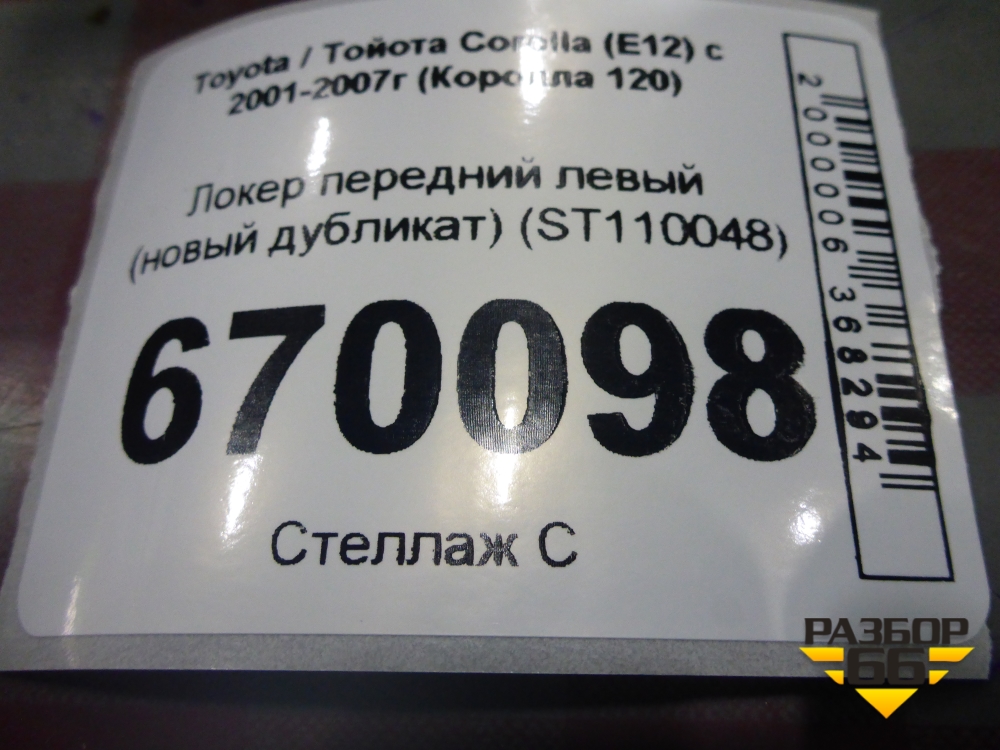 Toyota / Тойота Corolla (E12) с
2001-2007г (Королла 120)
Локер передний левый
(новый дубликат) (ST110048)
670098
Стеллаж С
2000006368294
РАЗБОР
66